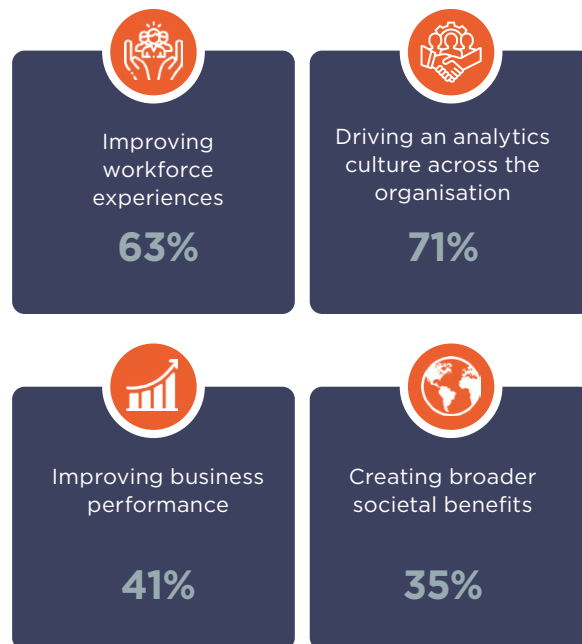 Improving
workforce
experiences
63%
Driving an analytics
culture across the
organisation
71%
Improving business
performance
41%
Creating broader
societal benefits
35%